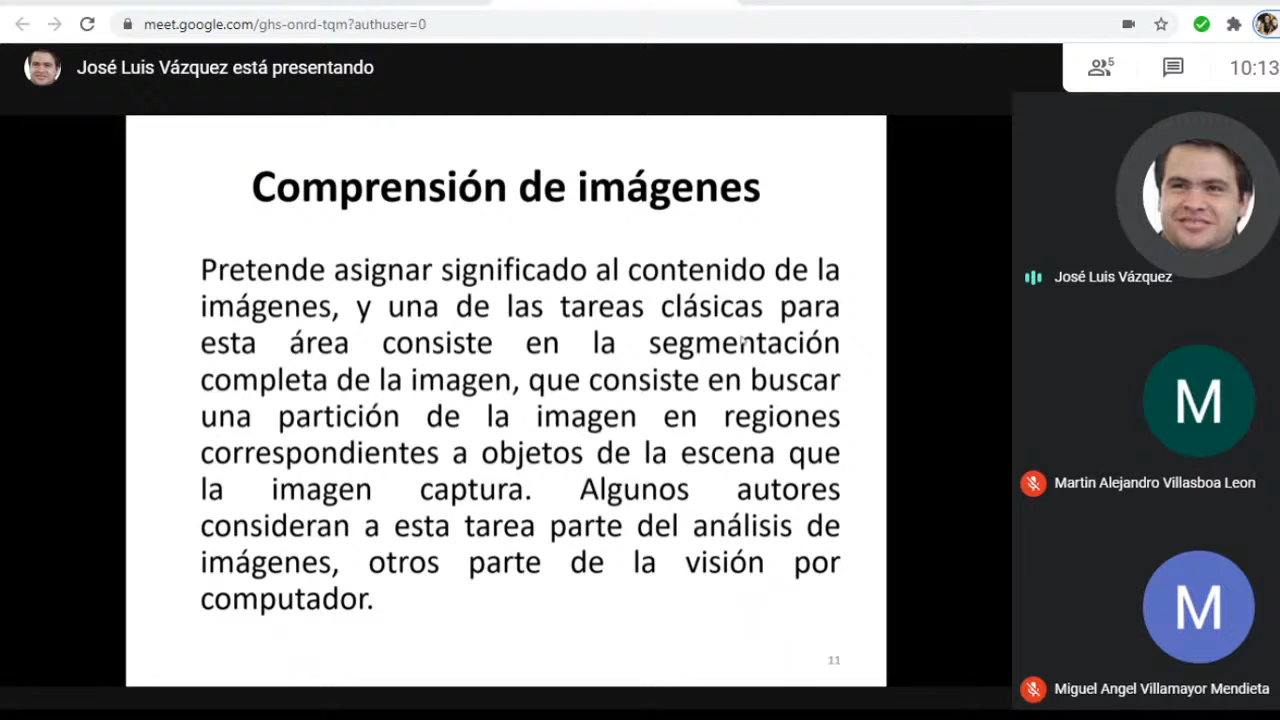 meet.google.com/ghs-onrd-tqm?authuser=0
José Luis Vázquez está presentando
5
10:13
Comprensión de imágenes
Pretende asignar significado al contenido de la
imágenes, y una de las tareas clásicas para
esta área consiste en la segmentación
completa de la imagen, que consiste en buscar
una partición de la imagen en regiones
correspondientes a objetos de la escena que
la imagen captura. Algunos autores
consideran a esta tarea parte del análisis de
imágenes, otros parte de la visión por
computador.
11
José Luis Vázquez
M
Martin Alejandro Villasboa Leon
M
Miguel Angel Villamayor Mendieta